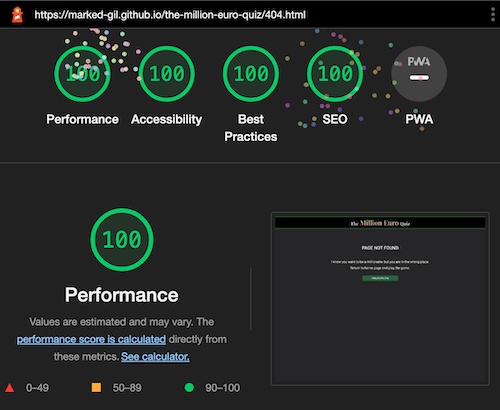 https://marked-gil.github.io/the-million-euro-quiz/404.html
100 100 100 100 PWA
Performance Accessibility Best Practices SEO PWA
100
Performance
Values are estimated and may vary. The
performance score is calculated directly from
these metrics. See calculator.
0–49 50–89 90–100
The Million Euro Quiz
PAGE NOT FOUND
I know you want to be a millionaire, but you are in the wrong place.
Return to home page and play the game.